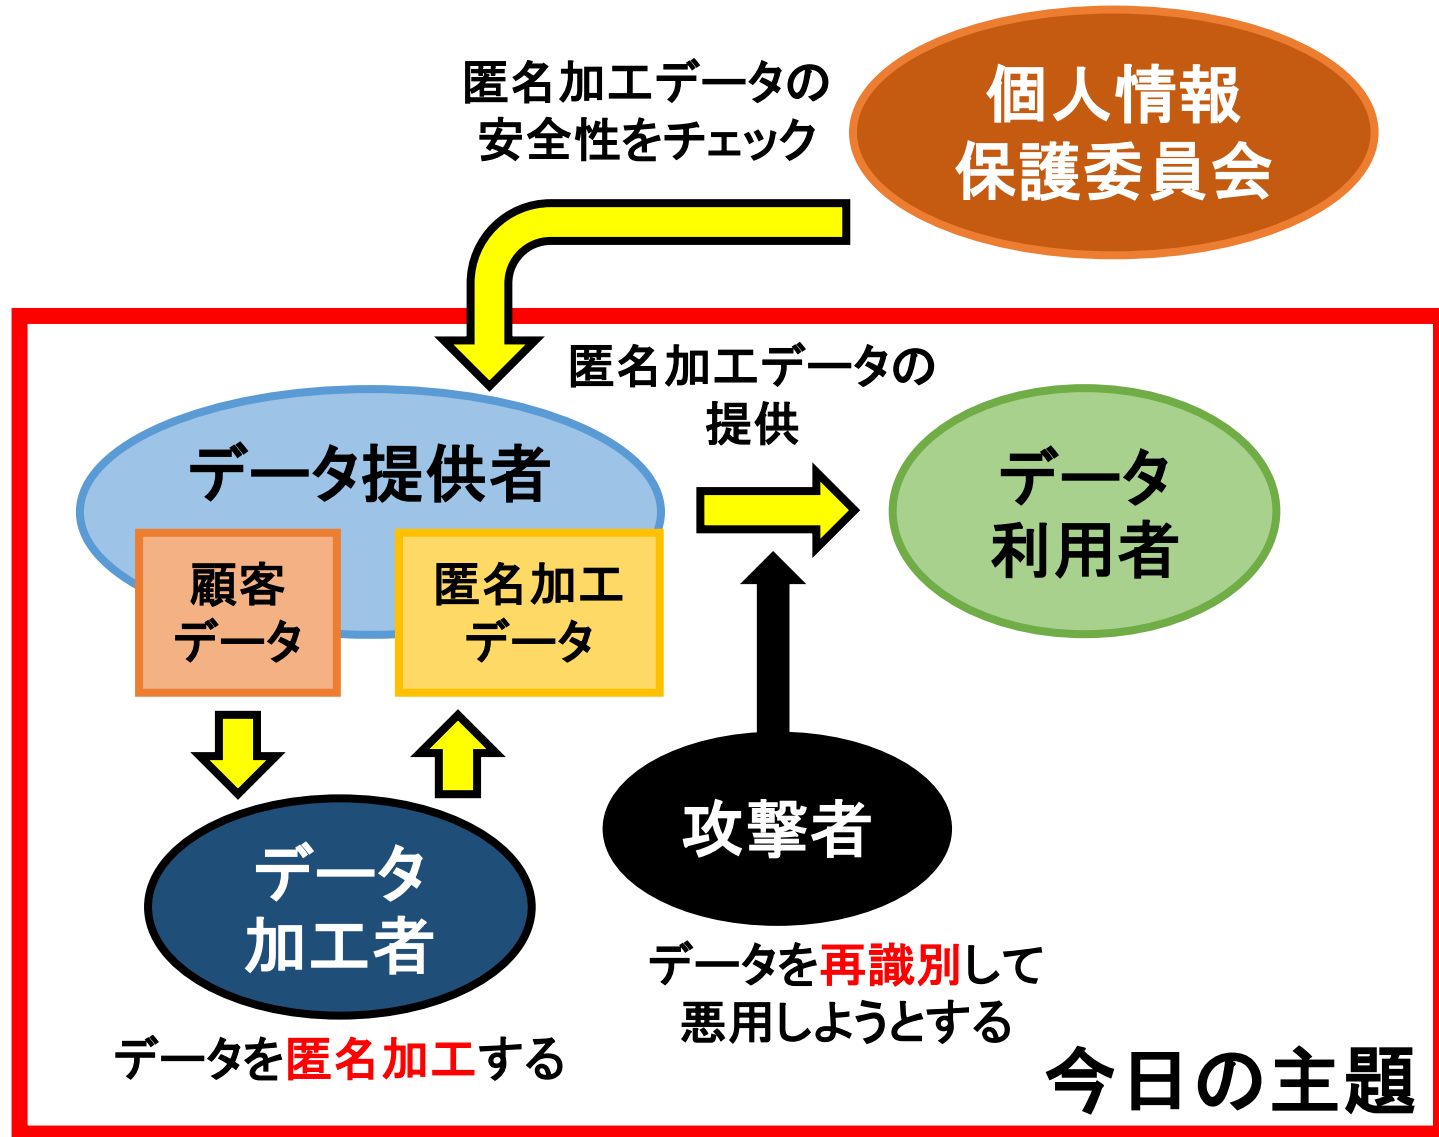 匿名加工データの
安全性をチェック
個人情報
保護委員会
匿名加工データの
提供
データ提供者
顧客
データ
匿名加工
データ
データ
利用者
データ
加工者
データを匿名加工する
攻撃者
データを再識別して
悪用しようとする
今日の主題